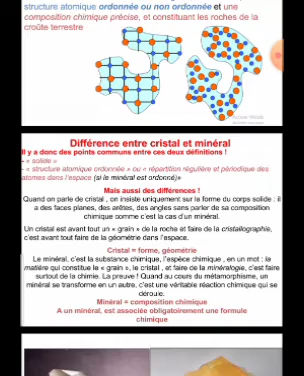 structure atomique ordonnée ou non ordonnée et une
composition chimique précise, et constituant les roches de la
croûte terrestre
Différence entre cristal et minéral
Il y a donc des points communs entre ces deux définitions !
- « solide »
- « structure atomique ordonnée » ou « répartition régulière et périodique des
atomes dans l'espace (si le minéral est ordonné)»
Mais aussi des différences !
Quand on parle de cristal , on insiste uniquement sur la forme du corps solide : il
a des faces planes, des arêtes, des angles sans parler de sa composition
chimique comme c'est la cas d'un minéral.
Un cristal est avant tout un « grain » de la roche et faire de la cristallographie,
c'est avant tout faire de la géométrie dans l'espace.
Cristal = forme, géométrie
Le minéral, c'est la substance chimique, l'espèce chimique , en un mot : la
matière qui constitue le « grain », le cristal , et faire de la minéralogie, c'est faire
surtout de la chimie. La preuve ! Quand au cours du métamorphisme, un
minéral se transforme en un autre, c'est une véritable réaction chimique qui se
déroule.
Minéral = composition chimique
A un minéral, est associée obligatoirement une formule
chimique